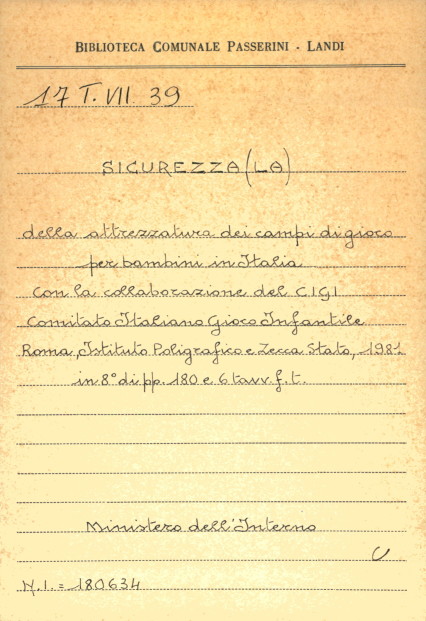 BIBLIOTECA COMUNALE PASSERINI - LANDI
17 T. VII 39
SICUREZZA (LA)
della attrezzatura dei campi di gioco
per bambini in Italia
con la collaborazione del CIGI
Comitato Italiano Gioco Infantile
Roma, Istituto Poligrafico e Zecca Stato, 1981
in 8° di pp. 180 e 6 tavv. f. t.
Ministero dell'Interno
C
N.I. = 180634